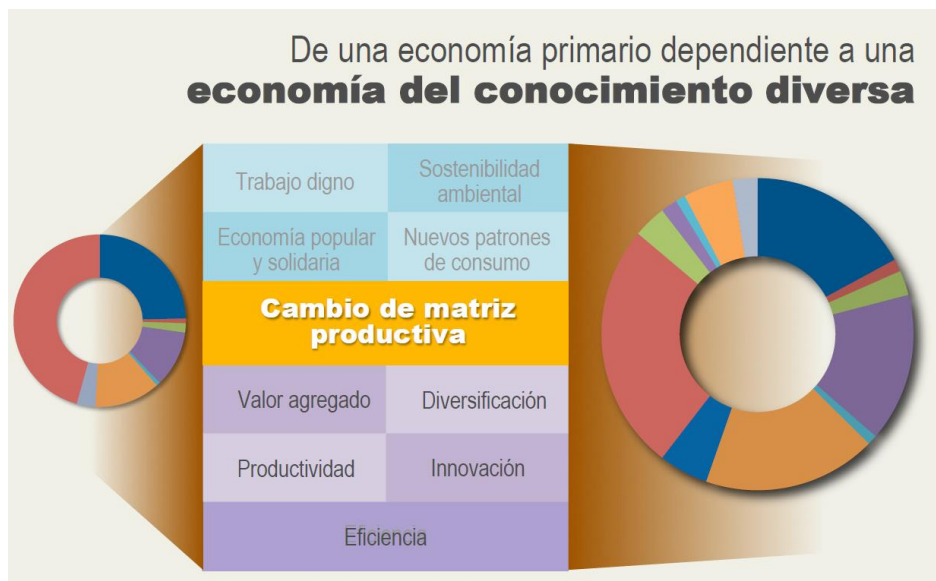 De una economía primario dependiente a una
economía del conocimiento diversa
Trabajo digno
Sostenibilidad
ambiental
Economía popular
y solidaria
Nuevos patrones
de consumo
Cambio de matriz
productiva
Valor agregado
Diversificación
Productividad
Innovación
Eficiencia